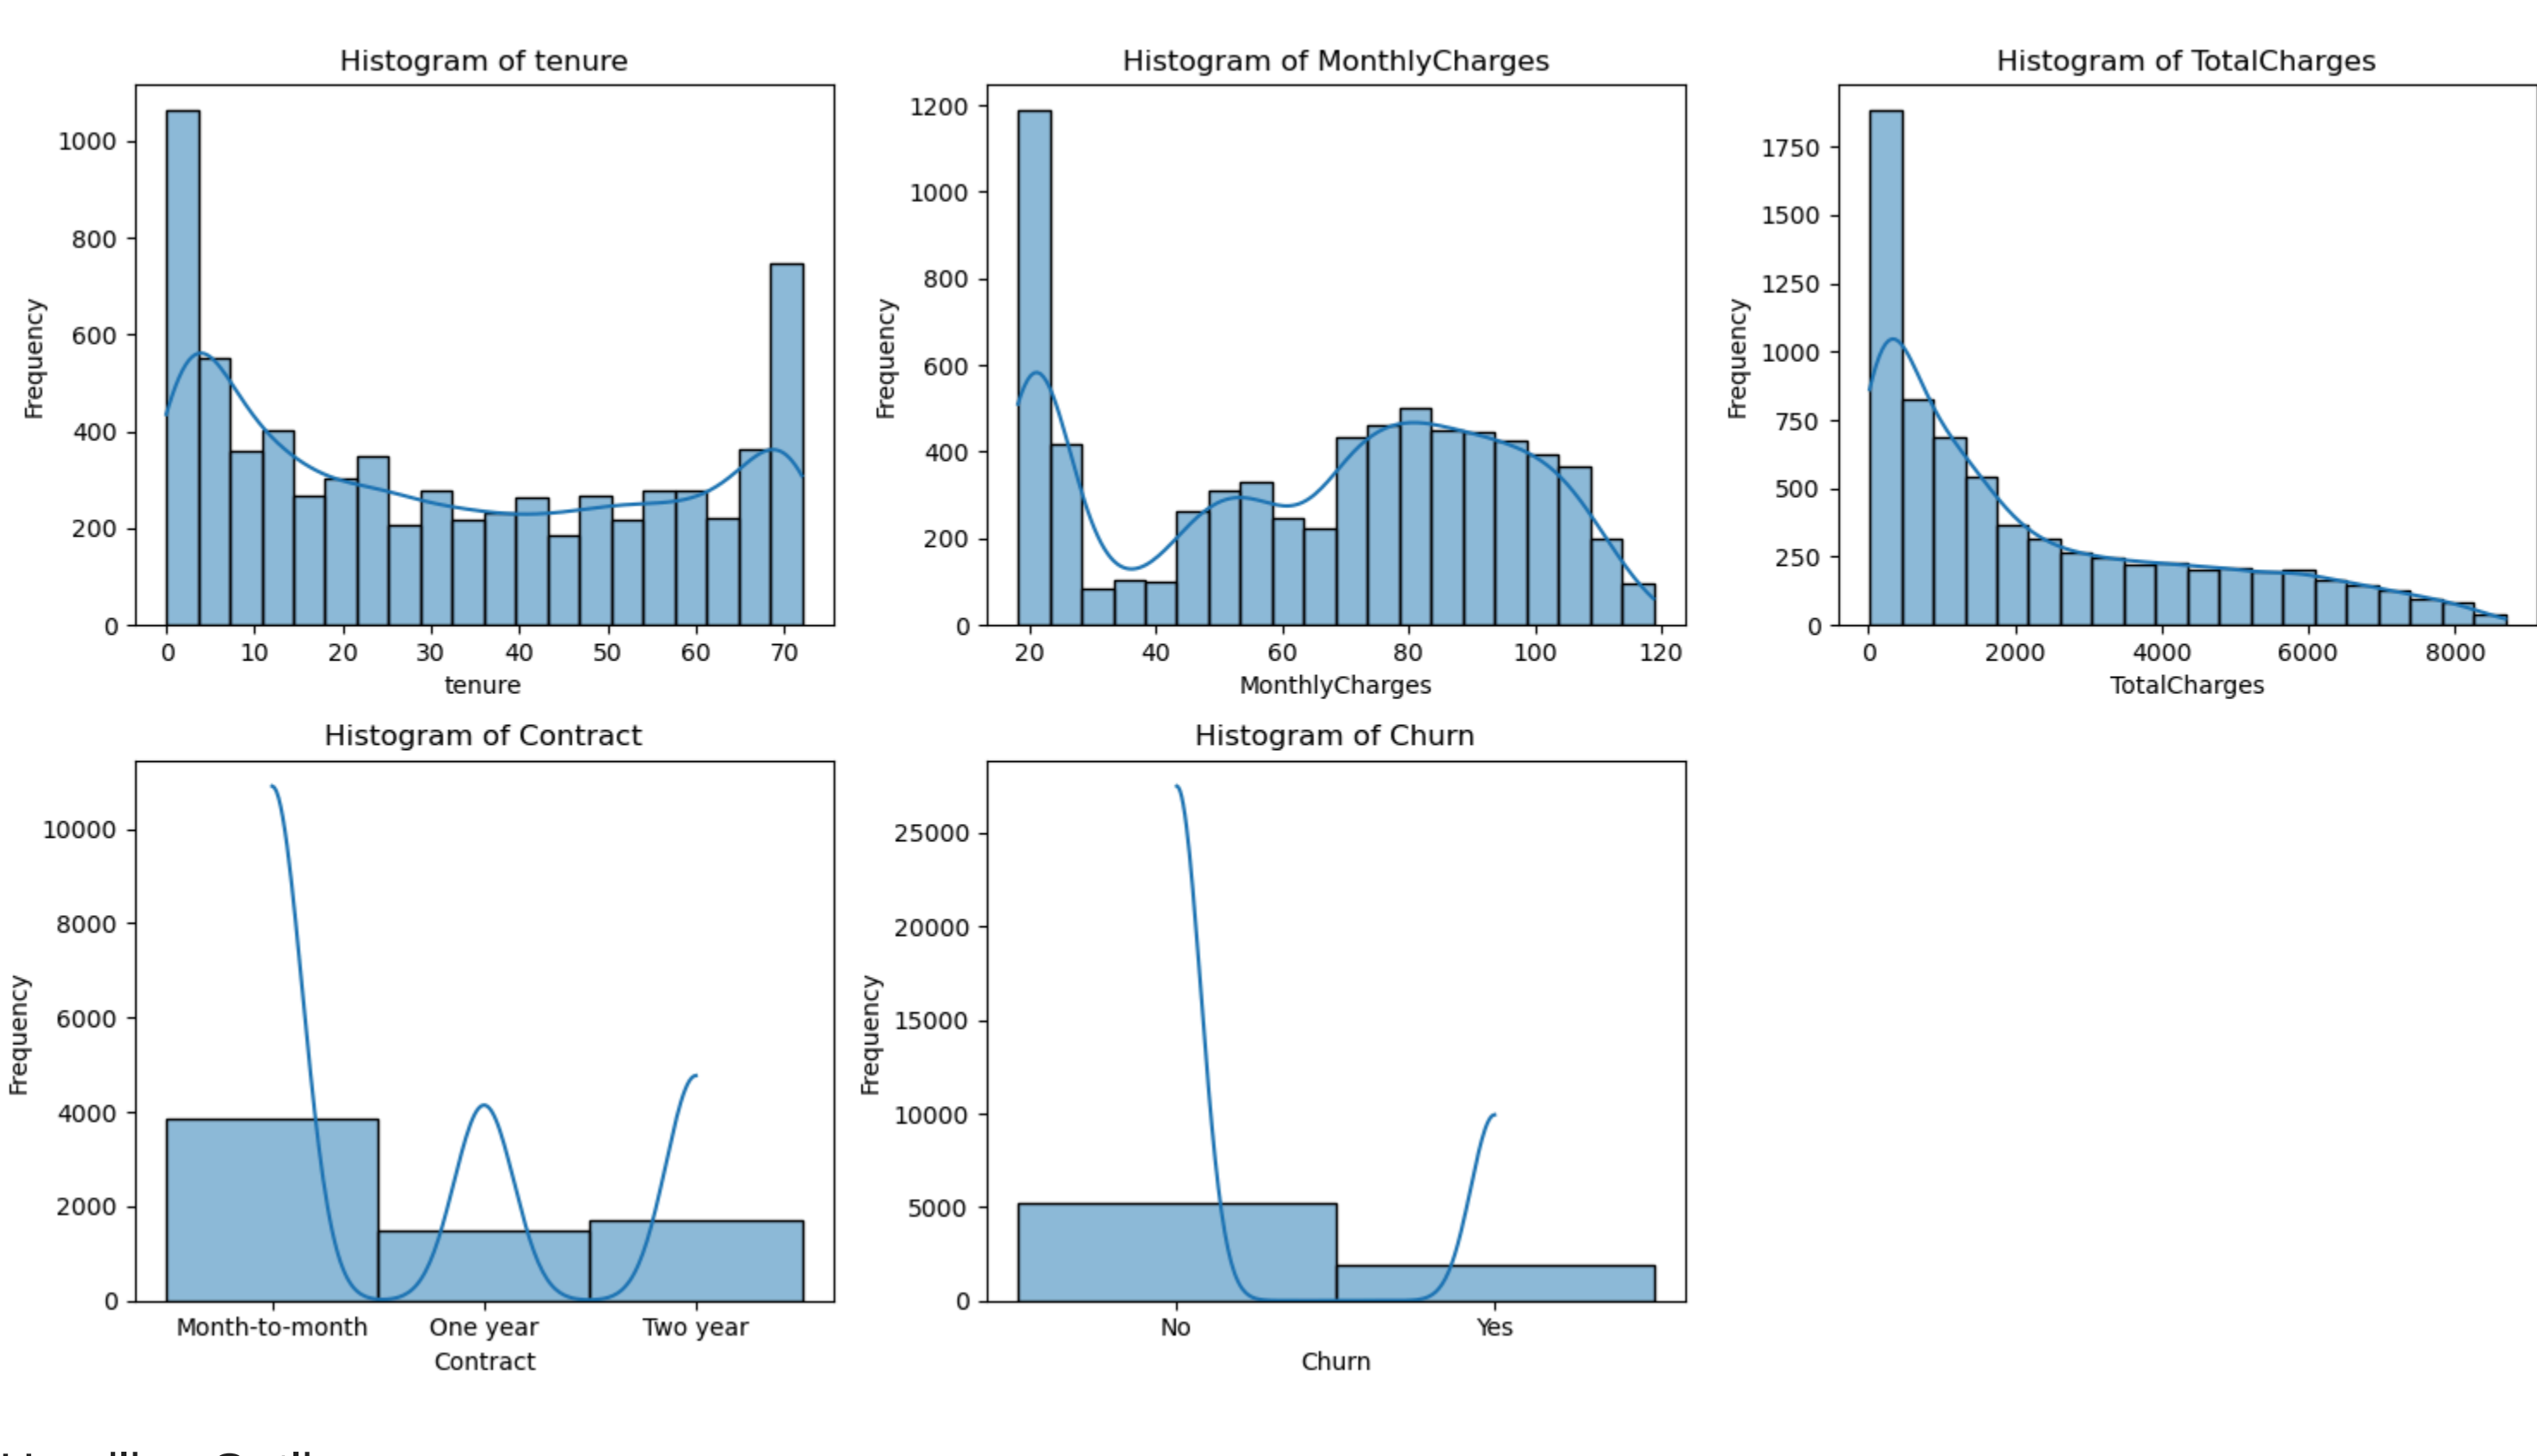 Histogram of tenure
Frequency
1000
800
600
400
200
0
0 10 20 30 40 50 60 70
tenure
Histogram of MonthlyCharges
Frequency
1200
1000
800
600
400
200
0
20 40 60 80 100 120
MonthlyCharges
Histogram of TotalCharges
Frequency
1750
1500
1250
1000
750
500
250
0
0 2000 4000 6000 8000
TotalCharges
Histogram of Contract
Frequency
10000
8000
6000
4000
2000
0
Month-to-month One year Two year
Contract
Histogram of Churn
Frequency
25000
20000
15000
10000
5000
0
No Yes
Churn